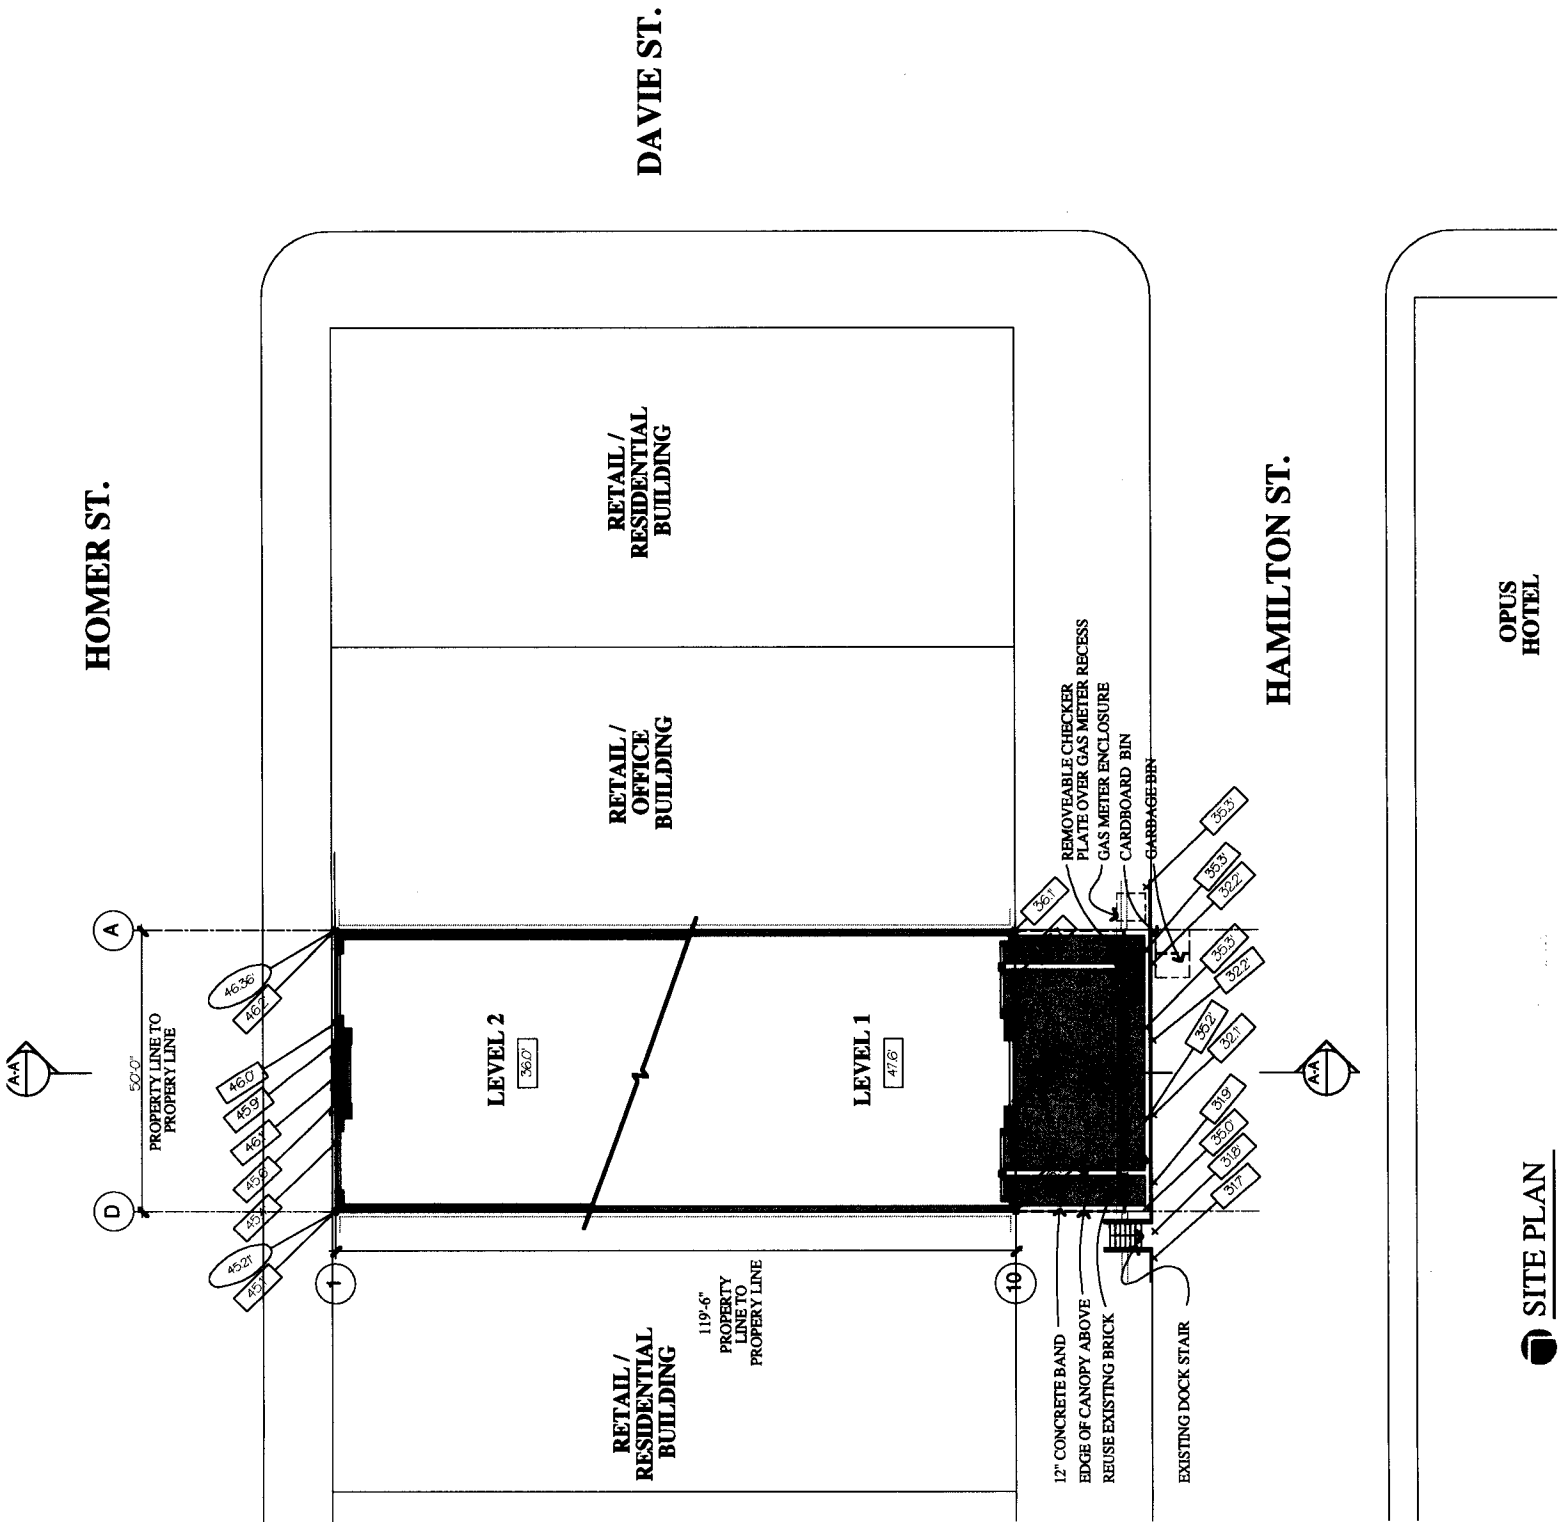 DAVIE ST.
HOMER ST.
HAMILTON ST.
RETAIL /
RESIDENTIAL
BUILDING
RETAIL /
OFFICE
BUILDING
RETAIL /
RESIDENTIAL
BUILDING
OPUS
HOTEL
A
D
1
10
A-A
A-A
50'-0"
PROPERTY LINE TO
PROPERY LINE
119'-6"
PROPERTY
LINE TO
PROPERY LINE
46.36'
46.2'
46.0'
45.9'
45.6'
45.21'
45.1'
LEVEL 2
36.0'
LEVEL 1
47.6'
36.1'
REMOVEABLE CHECKER
PLATE OVER GAS METER RECESS
GAS METER ENCLOSURE
CARDBOARD BIN
GARBAGE BIN
35.3'
35.3'
32.2'
35.3'
32.2'
35.2'
32.1'
31.9'
35.0'
31.8'
31.7'
12" CONCRETE BAND
EDGE OF CANOPY ABOVE
REUSE EXISTING BRICK
EXISTING DOCK STAIR
SITE PLAN